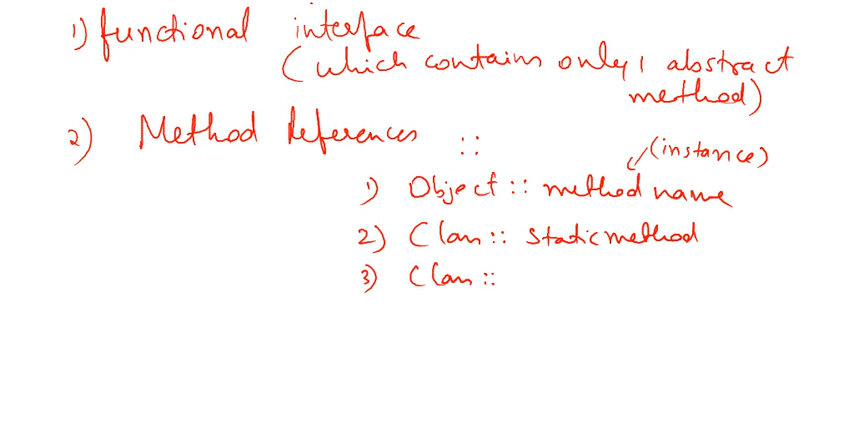 1) functional interface
(which contains only 1 abstract
method)
2) Method References ::
(instance)
1) Object :: method name
2) Class :: Static method
3) Class ::